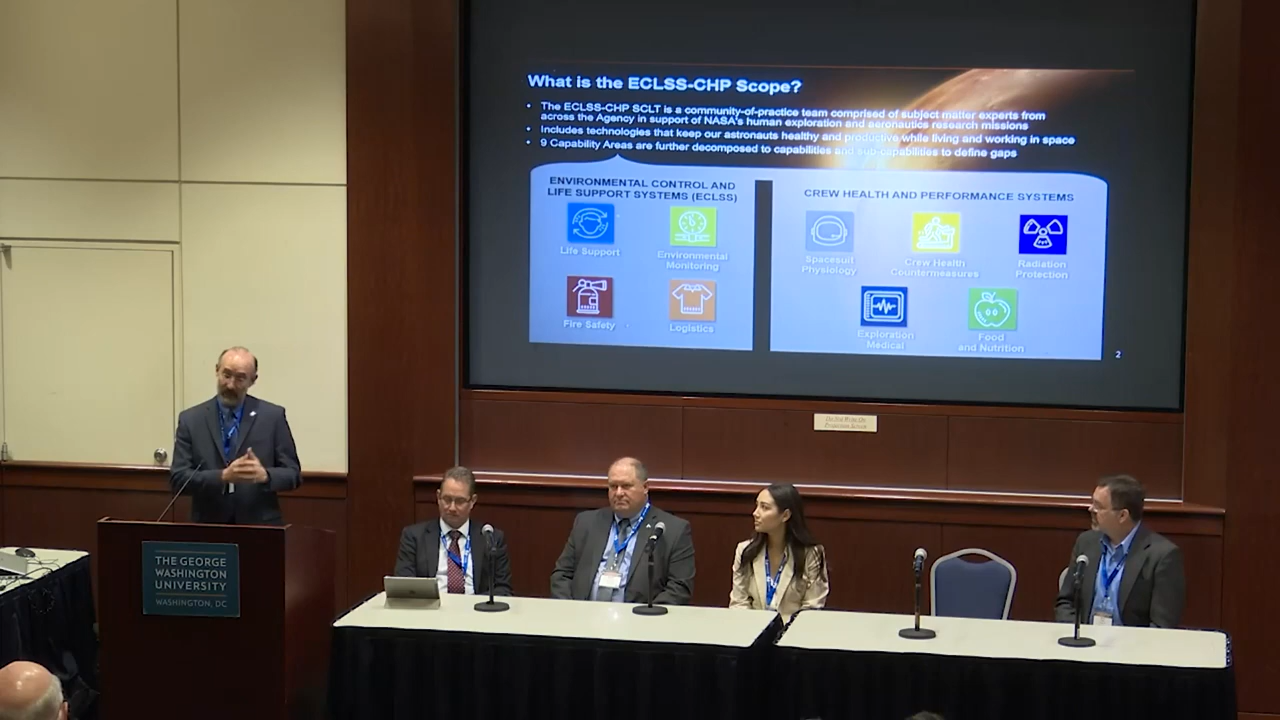 What is the ECLSS-CHP Scope?
• The ECLSS-CHP SCLT is a community-of-practice team comprised of subject matter experts from
across the Agency in support of NASA's human exploration and aeronautics research missions
• Includes technologies that keep our astronauts healthy and productive while living and working in space
• 9 Capability Areas are further decomposed to capabilities and sub-capabilities to define gaps
ENVIRONMENTAL CONTROL AND
LIFE SUPPORT SYSTEMS (ECLSS)
Life Support
Environmental
Monitoring
Fire Safety
Logistics
CREW HEALTH AND PERFORMANCE SYSTEMS
Spacesuit
Physiology
Crew Health
Countermeasures
Radiation
Protection
Exploration
Medical
Food
and Nutrition
2
THE GEORGE
WASHINGTON
UNIVERSITY
WASHINGTON, DC